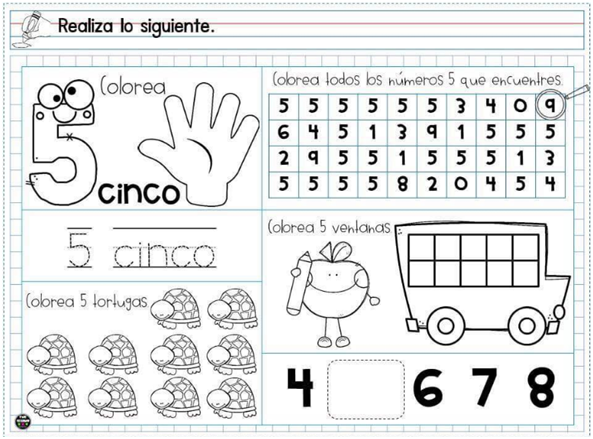 Realiza lo siguiente.
Colorea
5
cinco
Colorea todos los números 5 que encuentres.
5 5 5 5 5 5 3 4 0 9
6 4 5 1 3 9 1 5 5 5
2 9 5 5 1 5 5 5 1 3
5 5 5 5 8 2 0 4 5 4
5 cinco
Colorea 5 ventanas.
Colorea 5 tortugas
4 6 7 8